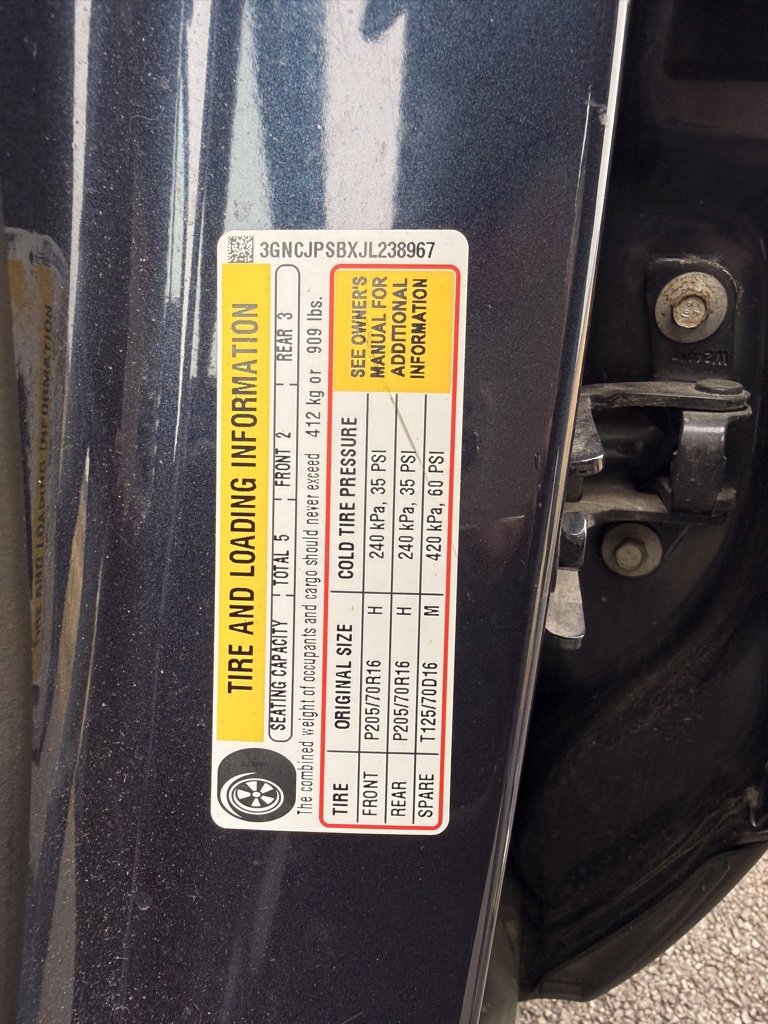 3GNCJPSBXJL238967
TIRE AND LOADING INFORMATION
SEATING CAPACITY TOTAL 5 FRONT 2 REAR 3
The combined weight of occupants and cargo should never exceed 412 kg or 909 lbs.
TIRE ORIGINAL SIZE COLD TIRE PRESSURE
FRONT P205/70R16 H 240 kPa, 35 PSI
REAR P205/70R16 H 240 kPa, 35 PSI
SPARE T125/70D16 M 420 kPa, 60 PSI
SEE OWNER'S
MANUAL FOR
ADDITIONAL
INFORMATION